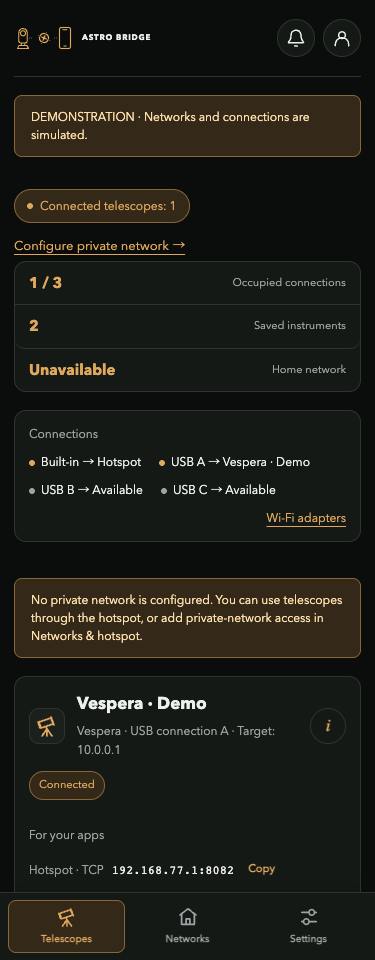 ASTRO BRIDGE
DEMONSTRATION · Networks and connections are
simulated.
Connected telescopes: 1
Configure private network →
1 / 3 Occupied connections
2 Saved instruments
Unavailable Home network
Connections
Built-in → Hotspot USB A → Vespera · Demo
USB B → Available USB C → Available
Wi-Fi adapters
No private network is configured. You can use telescopes
through the hotspot, or add private-network access in
Networks & hotspot.
Vespera · Demo
Vespera · USB connection A · Target:
10.0.0.1
i
Connected
For your apps
Hotspot · TCP 192.168.77.1:8082 Copy
Telescopes Networks Settings